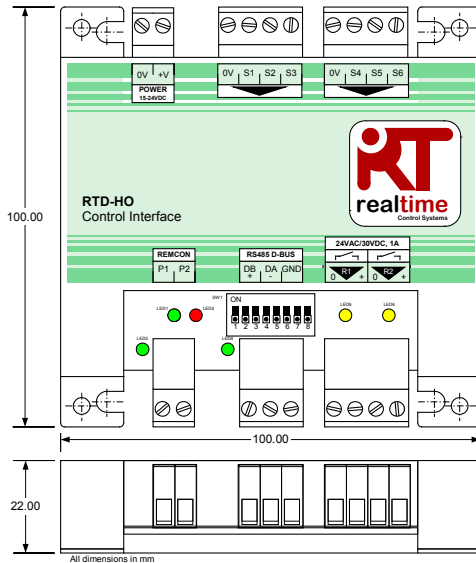 0V +V
POWER
15-24VDC
0V S1 S2 S3
0V S4 S5 S6
RT
realtime
Control Systems
RTD-HO
Control Interface
100.00
REMCON
P1 P2
RS485 D-BUS
DB DA GND
+ -
24VAC/30VDC, 1A
R1 R2
0 + 0 +
SW1
ON
1 2 3 4 5 6 7 8
LED1
LED2
LED5
LED6
LED3
100.00
22.00
All dimensions in mm